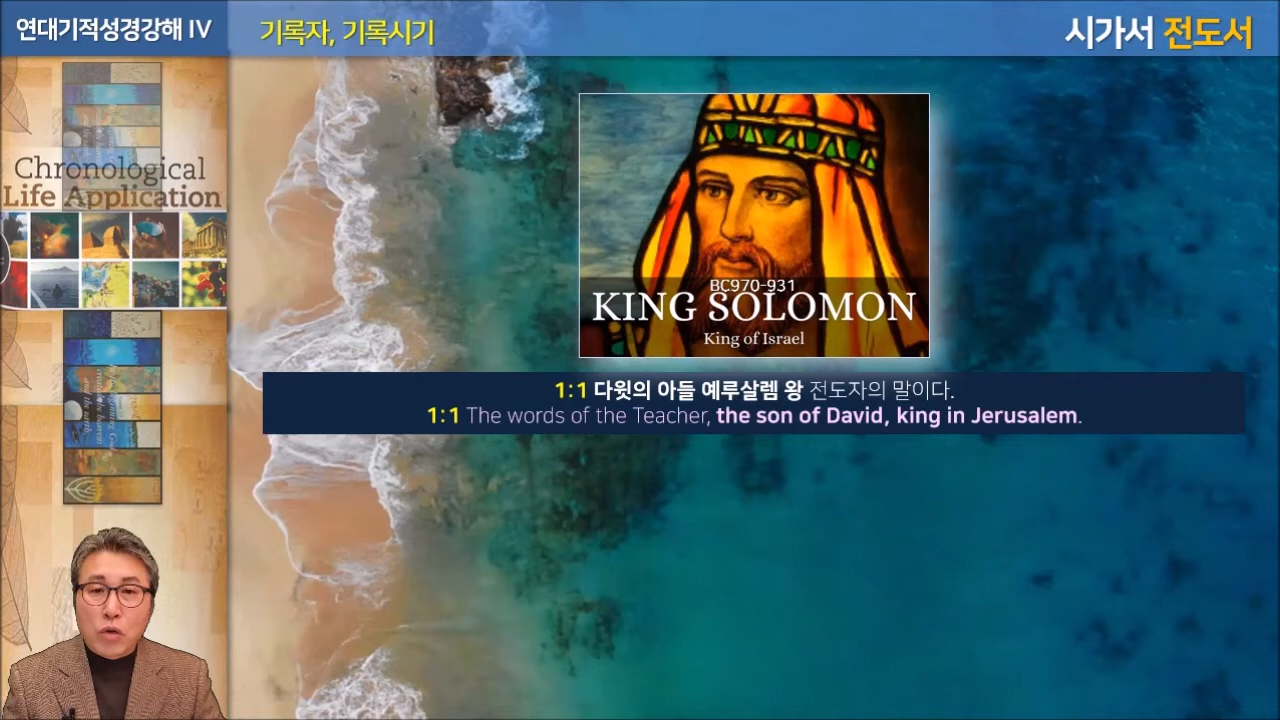 연대기적성경강해 IV
기록자, 기록시기
시가서 전도서
Chronological
Life Application
BC970-931
KING SOLOMON
King of Israel
1:1 다윗의 아들 예루살렘 왕 전도자의 말이다.
1:1 The words of the Teacher, the son of David, king in Jerusalem.